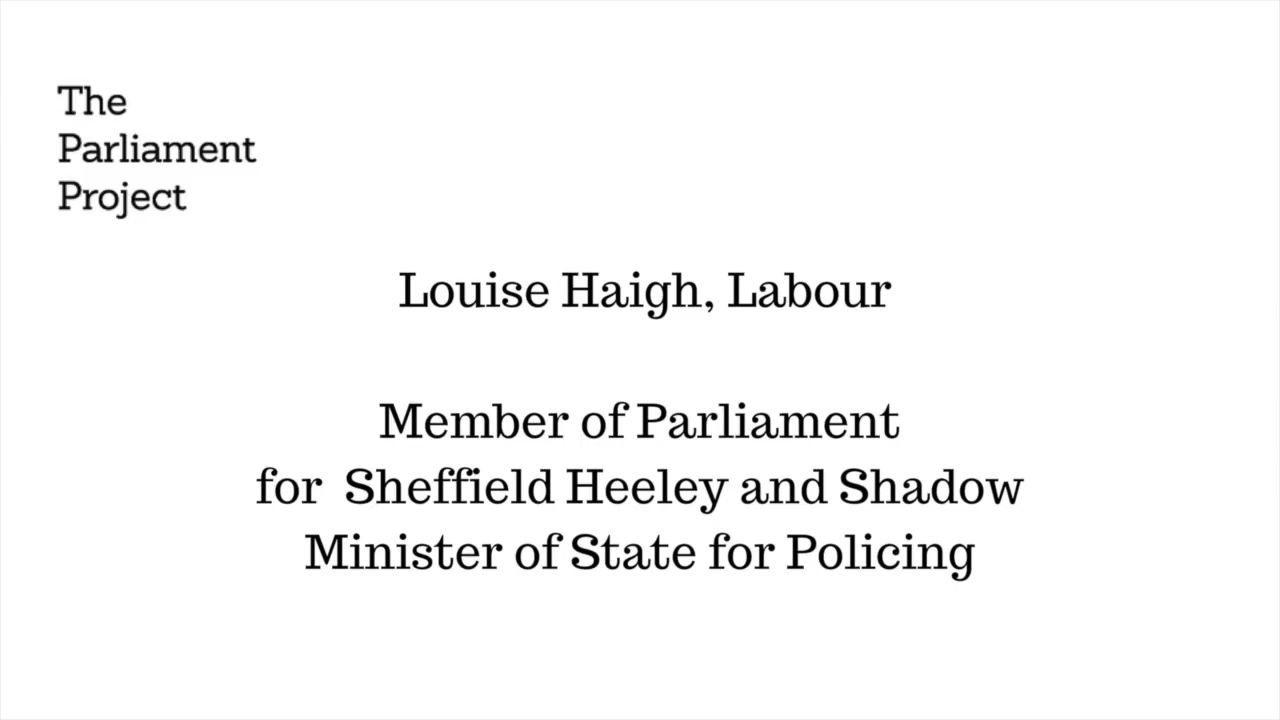 The
Parliament
Project
Louise Haigh, Labour
Member of Parliament
for Sheffield Heeley and Shadow
Minister of State for Policing